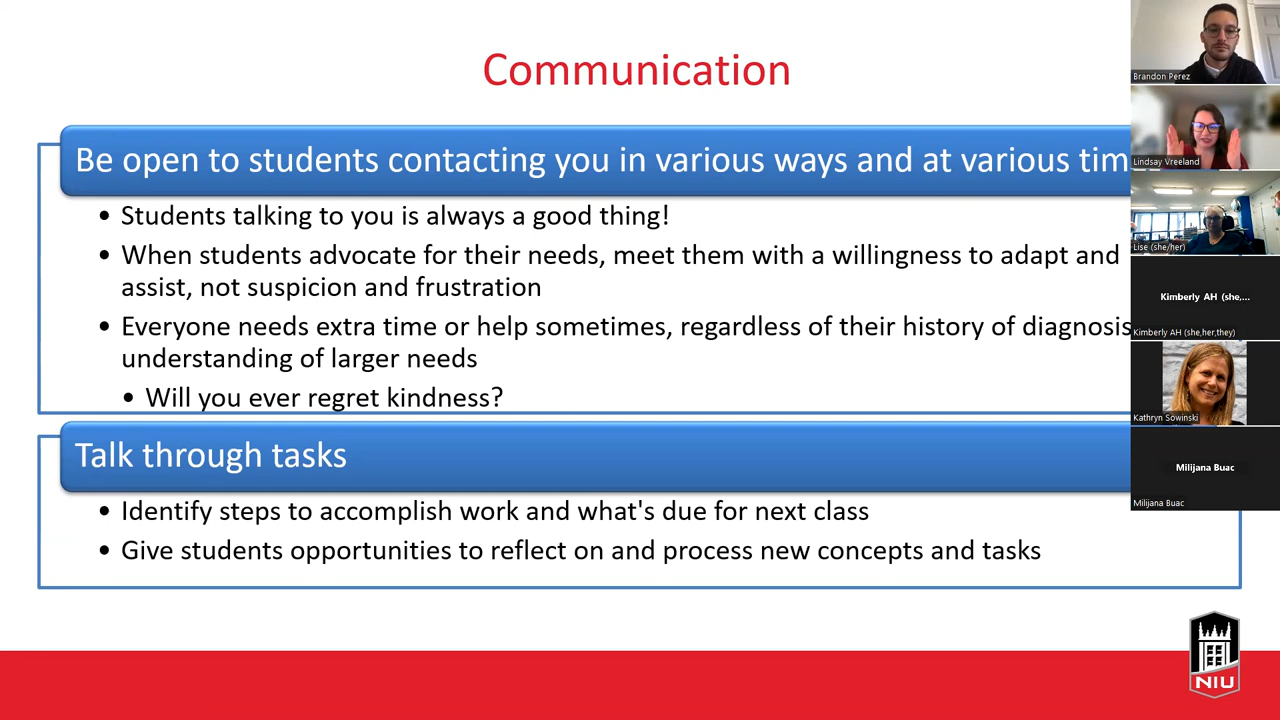 Communication
Be open to students contacting you in various ways and at various tim
• Students talking to you is always a good thing!
• When students advocate for their needs, meet them with a willingness to adapt and
assist, not suspicion and frustration
• Everyone needs extra time or help sometimes, regardless of their history of diagnosis
understanding of larger needs
• Will you ever regret kindness?
Talk through tasks
• Identify steps to accomplish work and what's due for next class
• Give students opportunities to reflect on and process new concepts and tasks
Brandon Perez
Lindsay Vreeland
Lise (she/her)
Kimberly AH (she,...
Kimberly AH (she,her,they)
Kathryn Sowinski
Milijana Buac
Milijana Buac
NIU